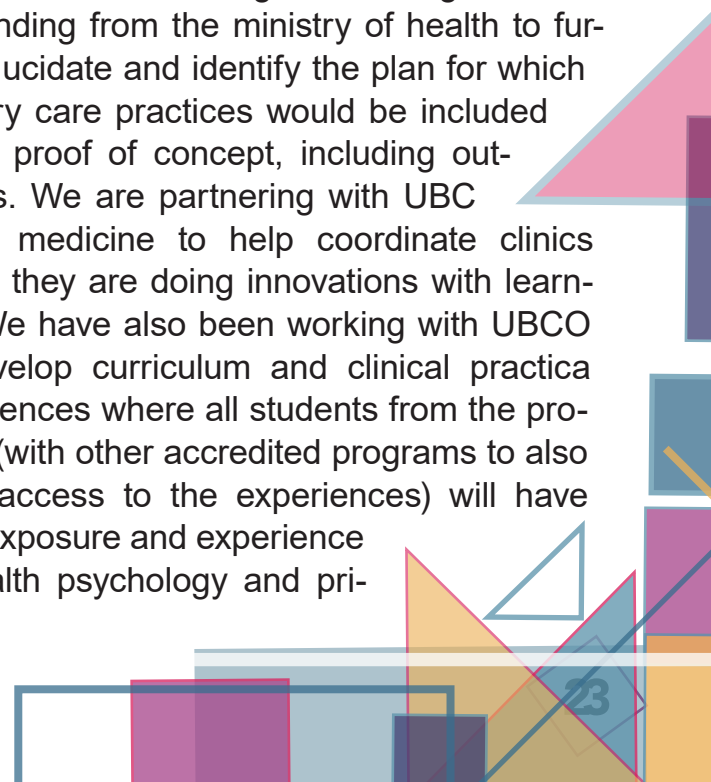 nding from the ministry of health to fur-
ucidate and identify the plan for which
ry care practices would be included
proof of concept, including out-
s. We are partnering with UBC
medicine to help coordinate clinics
they are doing innovations with learn-
We have also been working with UBCO
velop curriculum and clinical practica
ences where all students from the pro-
(with other accredited programs to also
access to the experiences) will have
xposure and experience
alth psychology and pri-
23